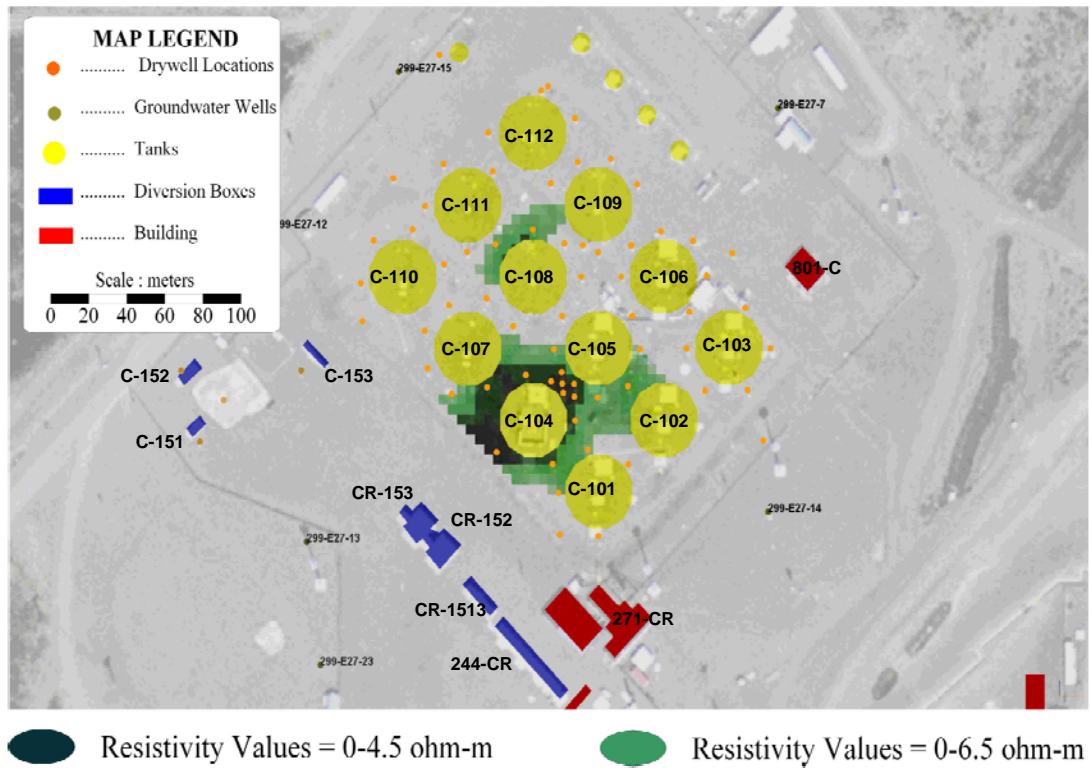 MAP LEGEND
.......... Drywell Locations
.......... Groundwater Wells
.......... Tanks
.......... Diversion Boxes
.......... Building
Scale : meters
0 20 40 60 80 100
299-E27-15
299-E27-7
C-112
C-111
C-109
299-E27-12
C-110
C-108
C-106
801-C
C-107
C-105
C-103
C-152
C-153
C-104
C-102
C-151
C-101
CR-153
CR-152
299-E27-14
299-E27-13
CR-1513
271-CR
244-CR
299-E27-23
Resistivity Values = 0-4.5 ohm-m
Resistivity Values = 0-6.5 ohm-m